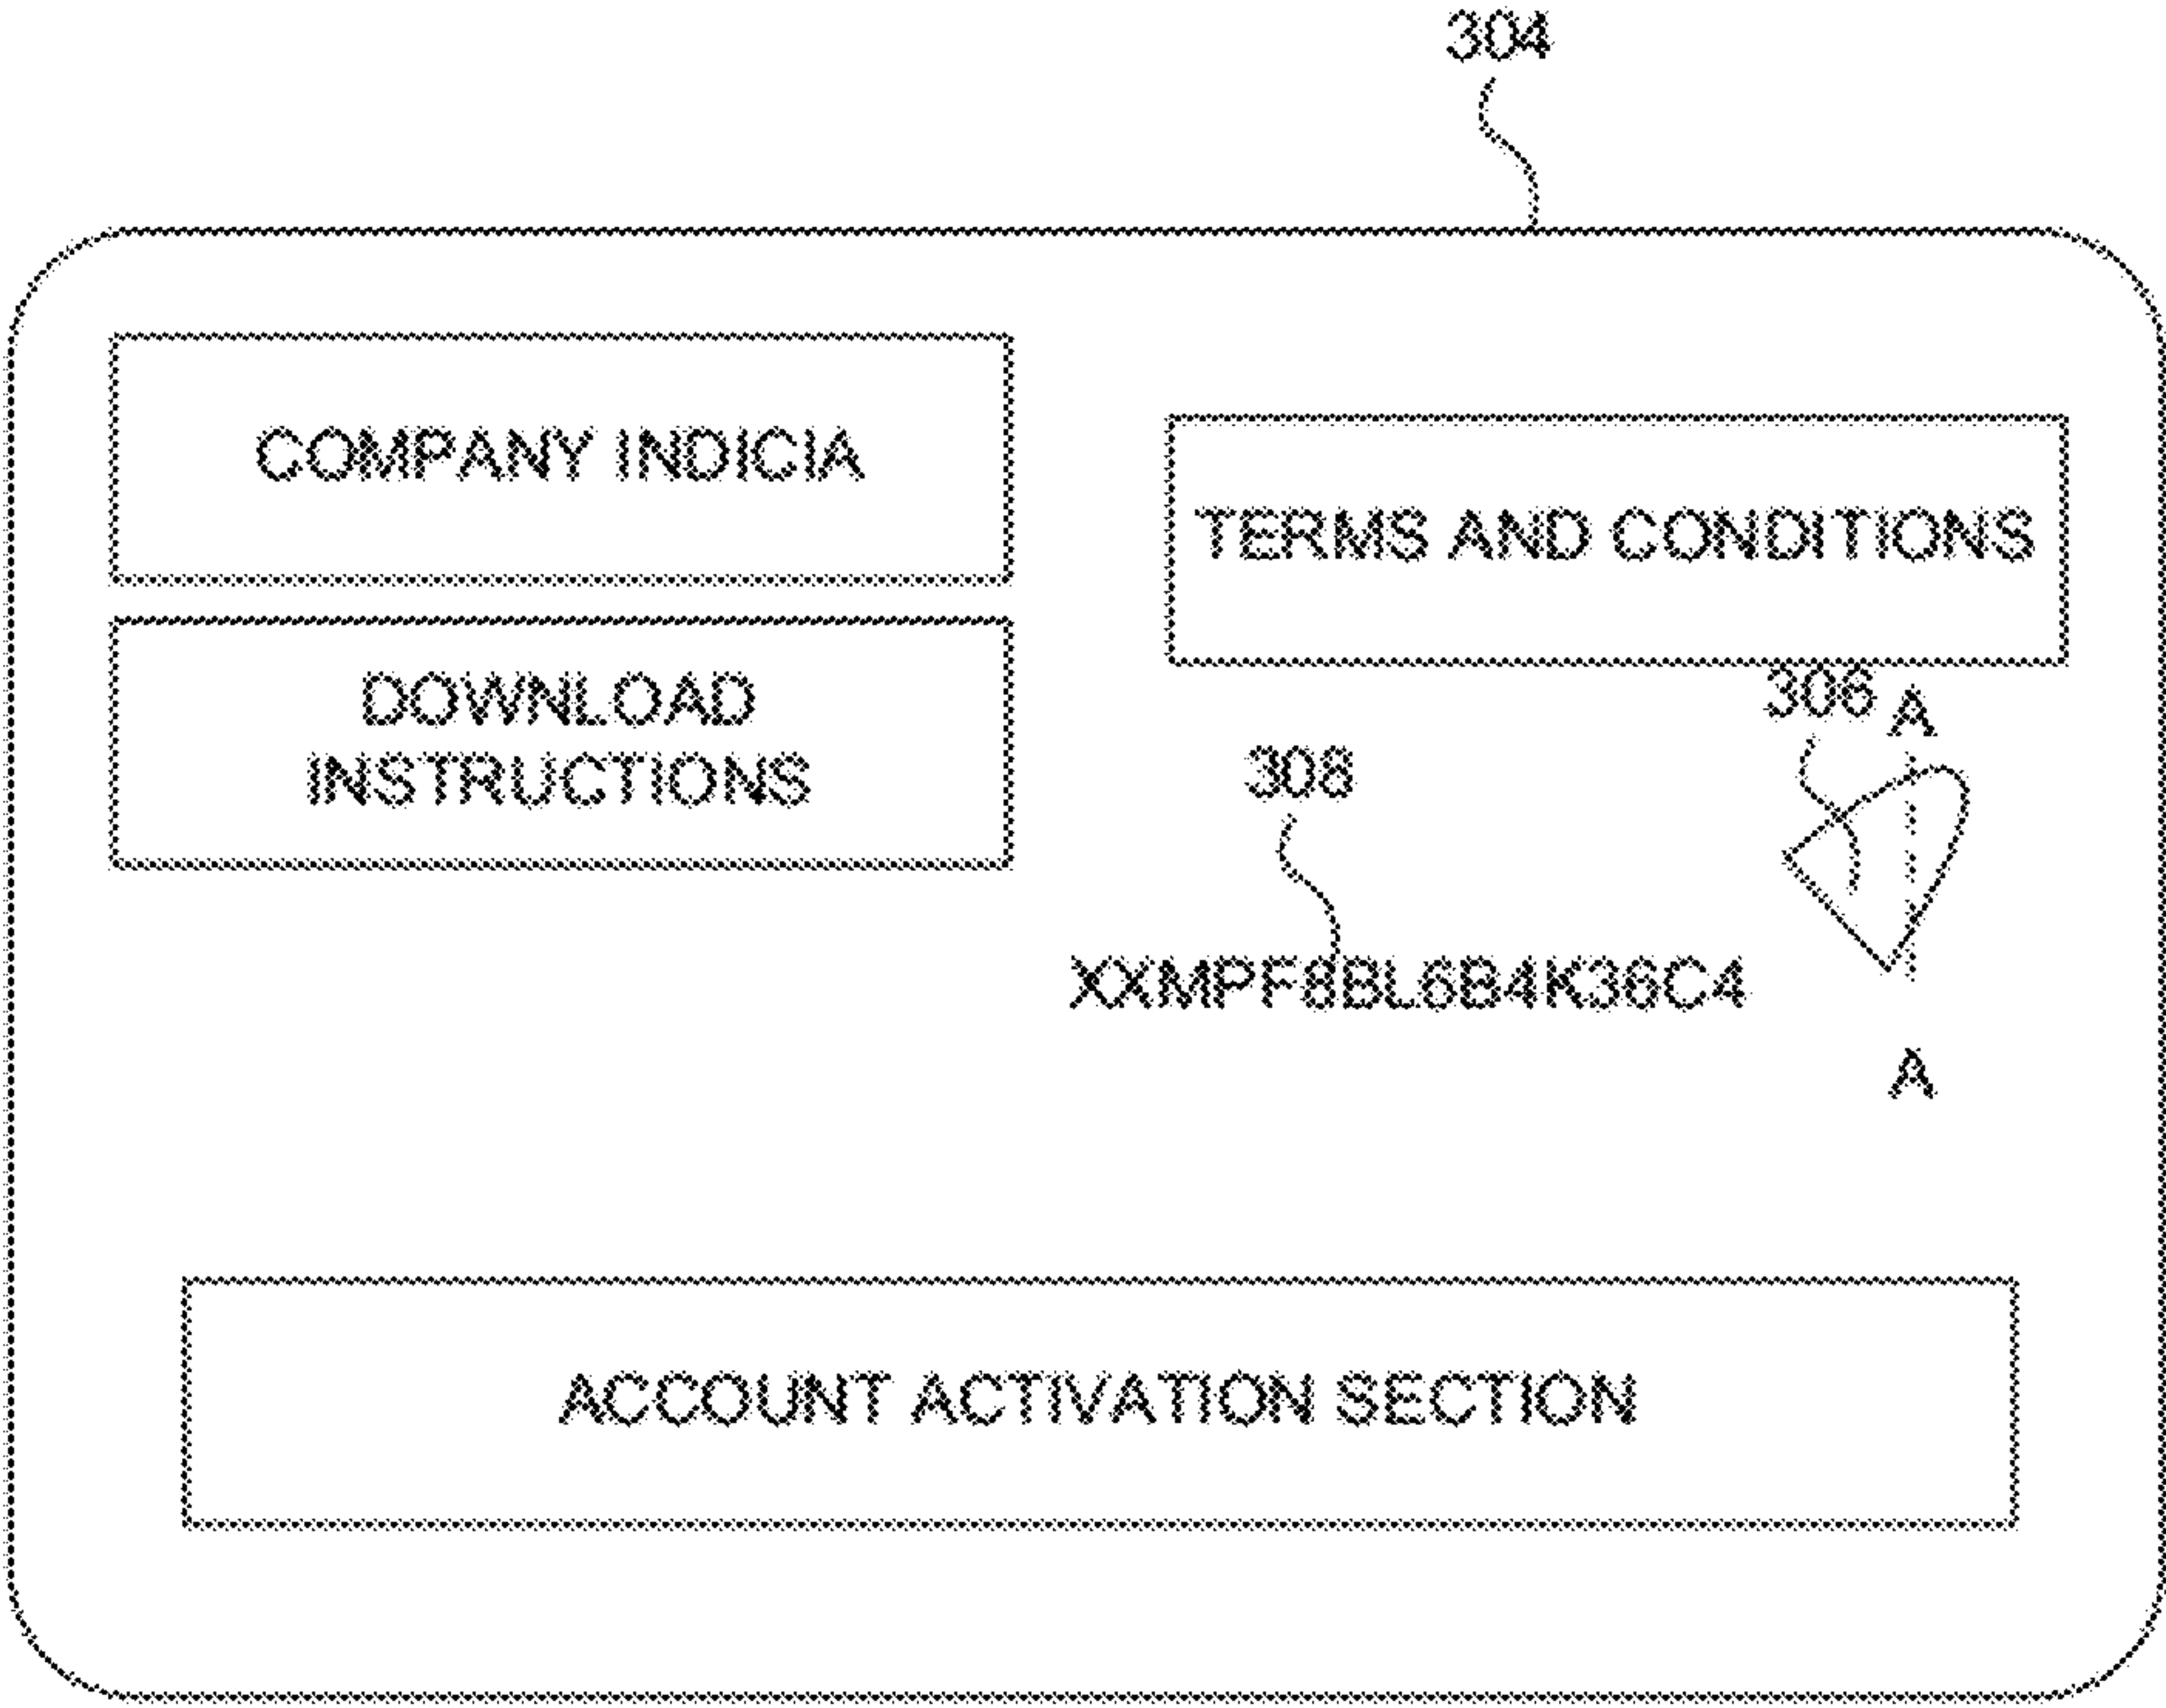 304
COMPANY INDICIA
TERMS AND CONDITIONS
DOWNLOAD
INSTRUCTIONS
306
A
308
XXMPF8BL6B4K36C4
A
ACCOUNT ACTIVATION SECTION